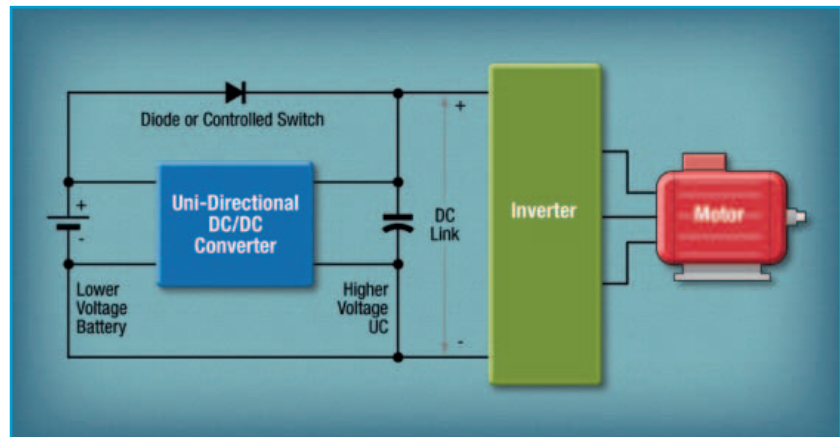 Diode or Controlled Switch
+
-
Lower
Voltage
Battery
Uni-Directional
DC/DC
Converter
Higher
Voltage
UC
+
DC
Link
-
Inverter
Motor